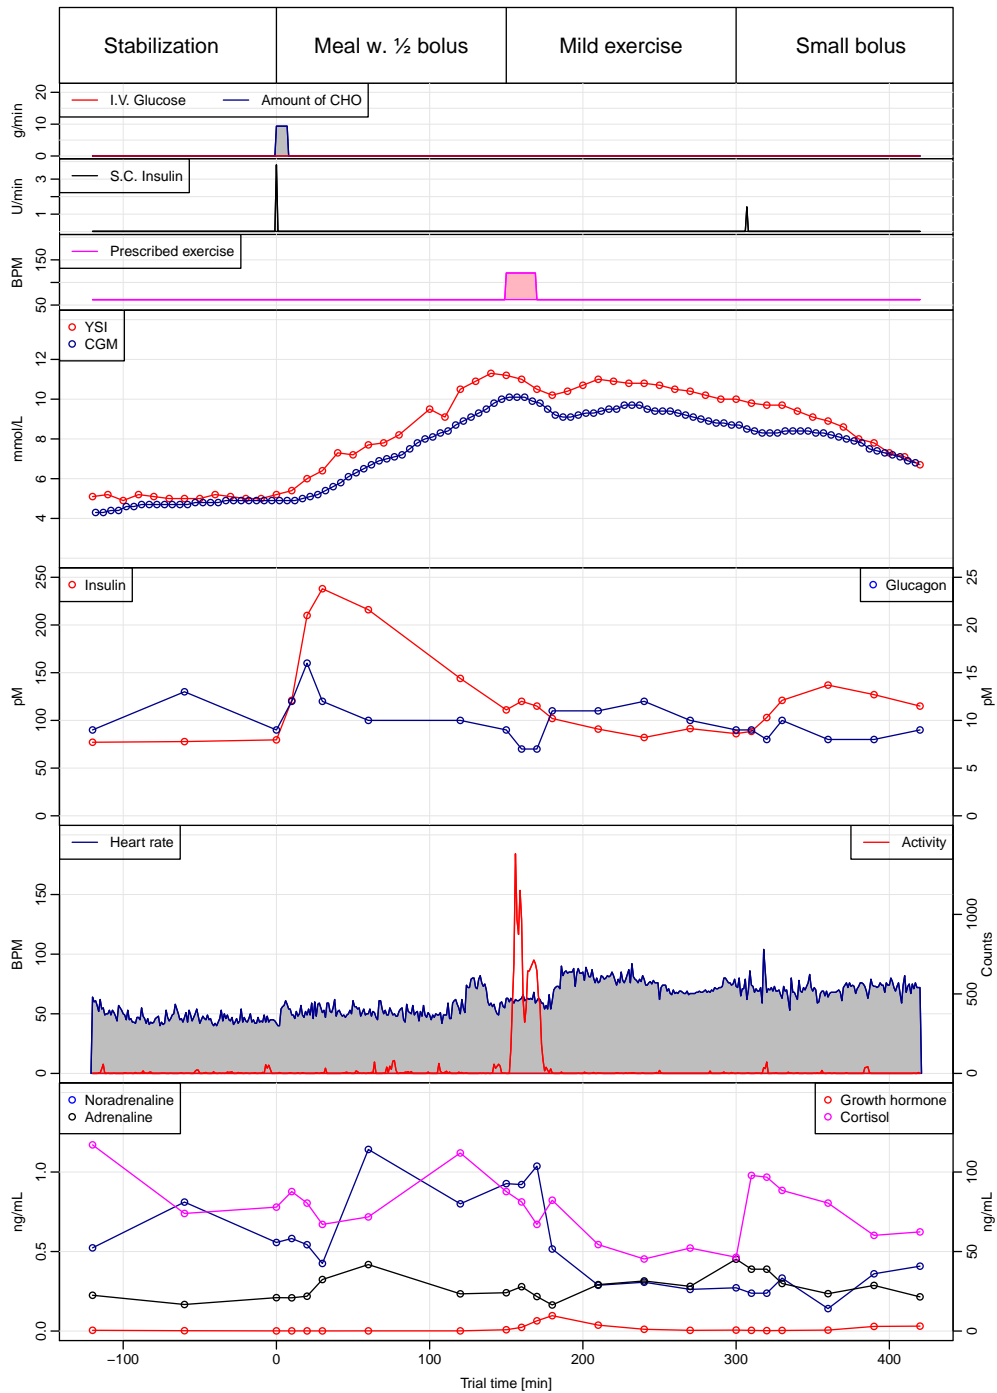 Stabilization Meal w. ½ bolus Mild exercise Small bolus
I.V. Glucose Amount of CHO
g/min
0 10 20
S.C. Insulin
U/min
1 3
Prescribed exercise
BPM
50 150
YSI
CGM
mmol/L
4 6 8 10 12
Insulin Glucagon
pM
0 50 100 150 200 250
pM
0 5 10 15 20 25
Heart rate Activity
BPM
0 50 100 150
Counts
0 500 1000
Noradrenaline Growth hormone
Adrenaline Cortisol
ng/mL
0.0 0.5 1.0
ng/mL
0 50 100
−100 0 100 200 300 400
Trial time [min]